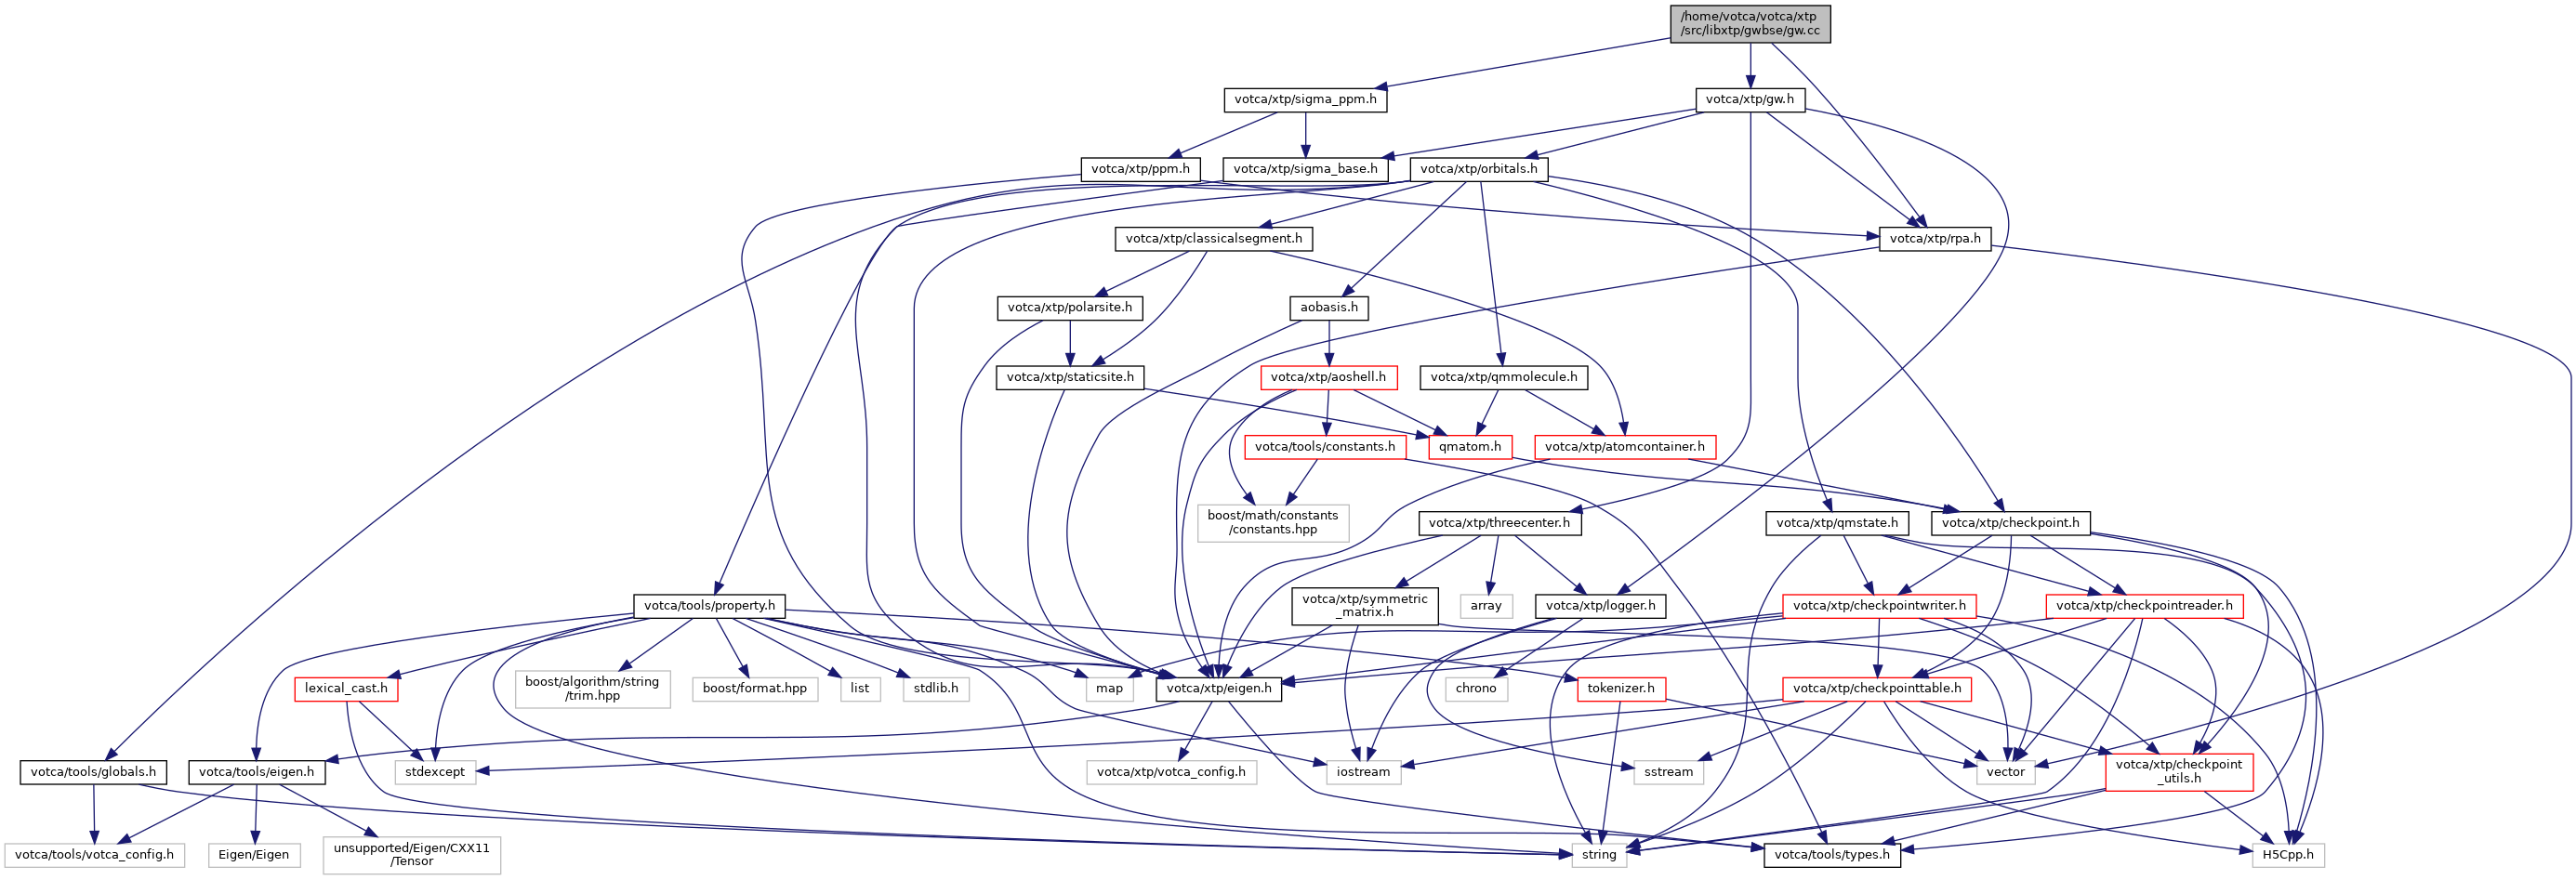 /home/votca/votca/xtp
/src/libxtp/gwbse/gw.cc
votca/xtp/sigma_ppm.h
votca/xtp/gw.h
votca/xtp/ppm.h
votca/xtp/sigma_base.h
votca/xtp/orbitals.h
votca/xtp/classicalsegment.h
votca/xtp/rpa.h
votca/xtp/polarsite.h
aobasis.h
votca/xtp/staticsite.h
votca/xtp/aoshell.h
votca/xtp/qmmolecule.h
votca/tools/constants.h
qmatom.h
votca/xtp/atomcontainer.h
boost/math/constants
/constants.hpp
votca/xtp/threecenter.h
votca/xtp/qmstate.h
votca/xtp/checkpoint.h
votca/tools/property.h
votca/xtp/symmetric
_matrix.h
array
votca/xtp/logger.h
votca/xtp/checkpointwriter.h
votca/xtp/checkpointreader.h
lexical_cast.h
boost/algorithm/string
/trim.hpp
boost/format.hpp
list
stdlib.h
map
votca/xtp/eigen.h
chrono
tokenizer.h
votca/xtp/checkpointtable.h
votca/tools/globals.h
votca/tools/eigen.h
stdexcept
votca/xtp/votca_config.h
iostream
sstream
vector
votca/xtp/checkpoint
_utils.h
votca/tools/votca_config.h
Eigen/Eigen
unsupported/Eigen/CXX11
/Tensor
string
votca/tools/types.h
H5Cpp.h